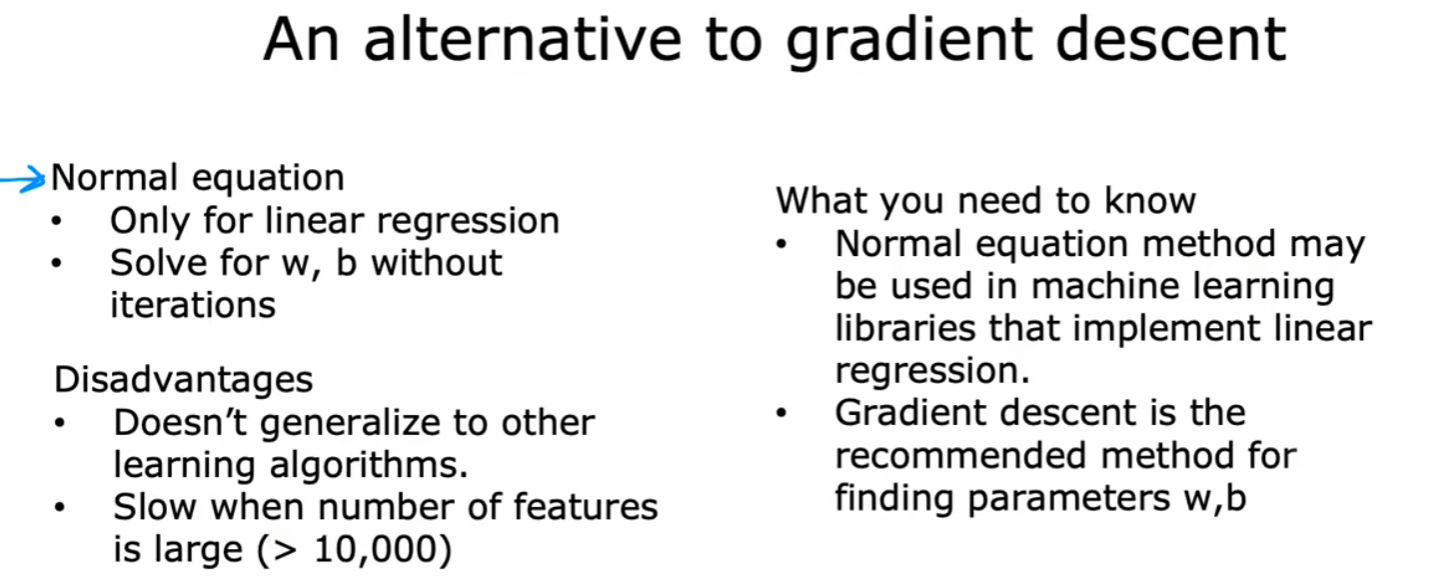 An alternative to gradient descent
Normal equation
• Only for linear regression
• Solve for w, b without
iterations
Disadvantages
• Doesn’t generalize to other
learning algorithms.
• Slow when number of features
is large (> 10,000)
What you need to know
• Normal equation method may
be used in machine learning
libraries that implement linear
regression.
• Gradient descent is the
recommended method for
finding parameters w,b